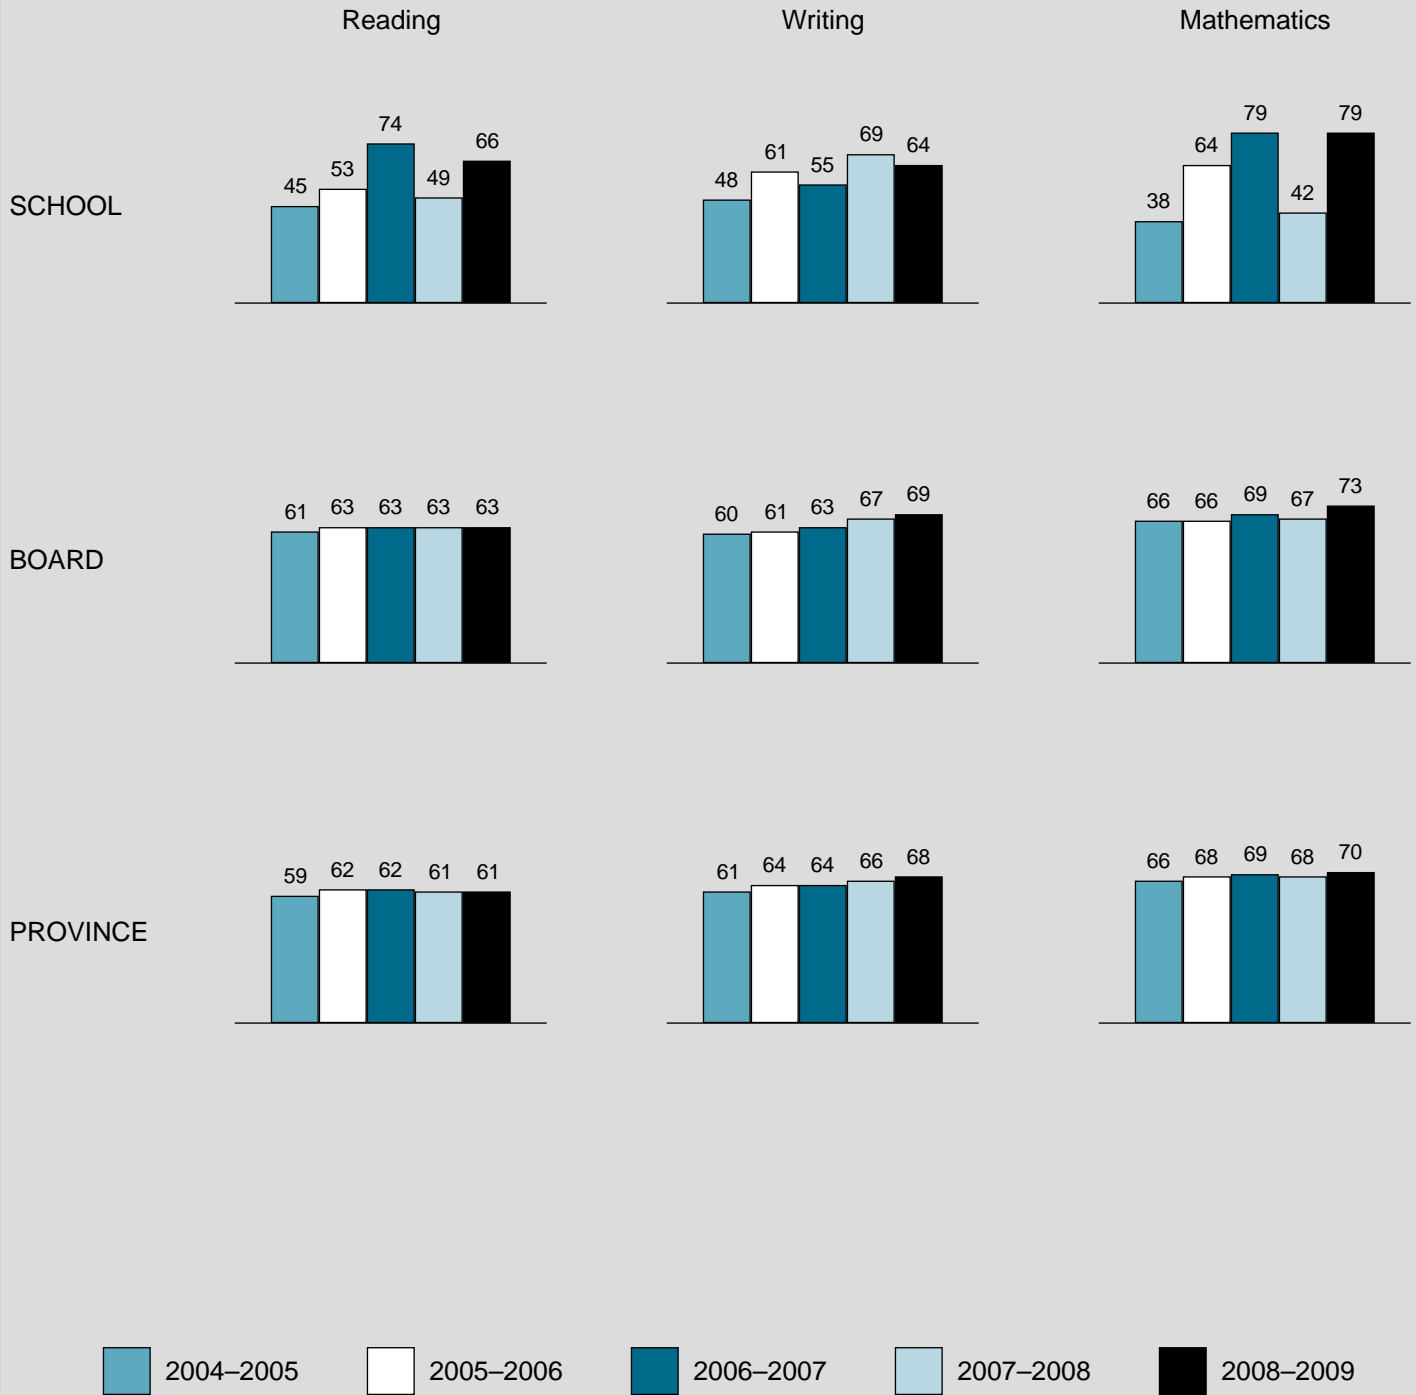 Reading Writing Mathematics
SCHOOL
45 53 74 49 66
48 61 55 69 64
38 64 79 42 79
BOARD
61 63 63 63 63
60 61 63 67 69
66 66 69 67 73
PROVINCE
59 62 62 61 61
61 64 64 66 68
66 68 69 68 70
2004–2005 2005–2006 2006–2007 2007–2008 2008–2009